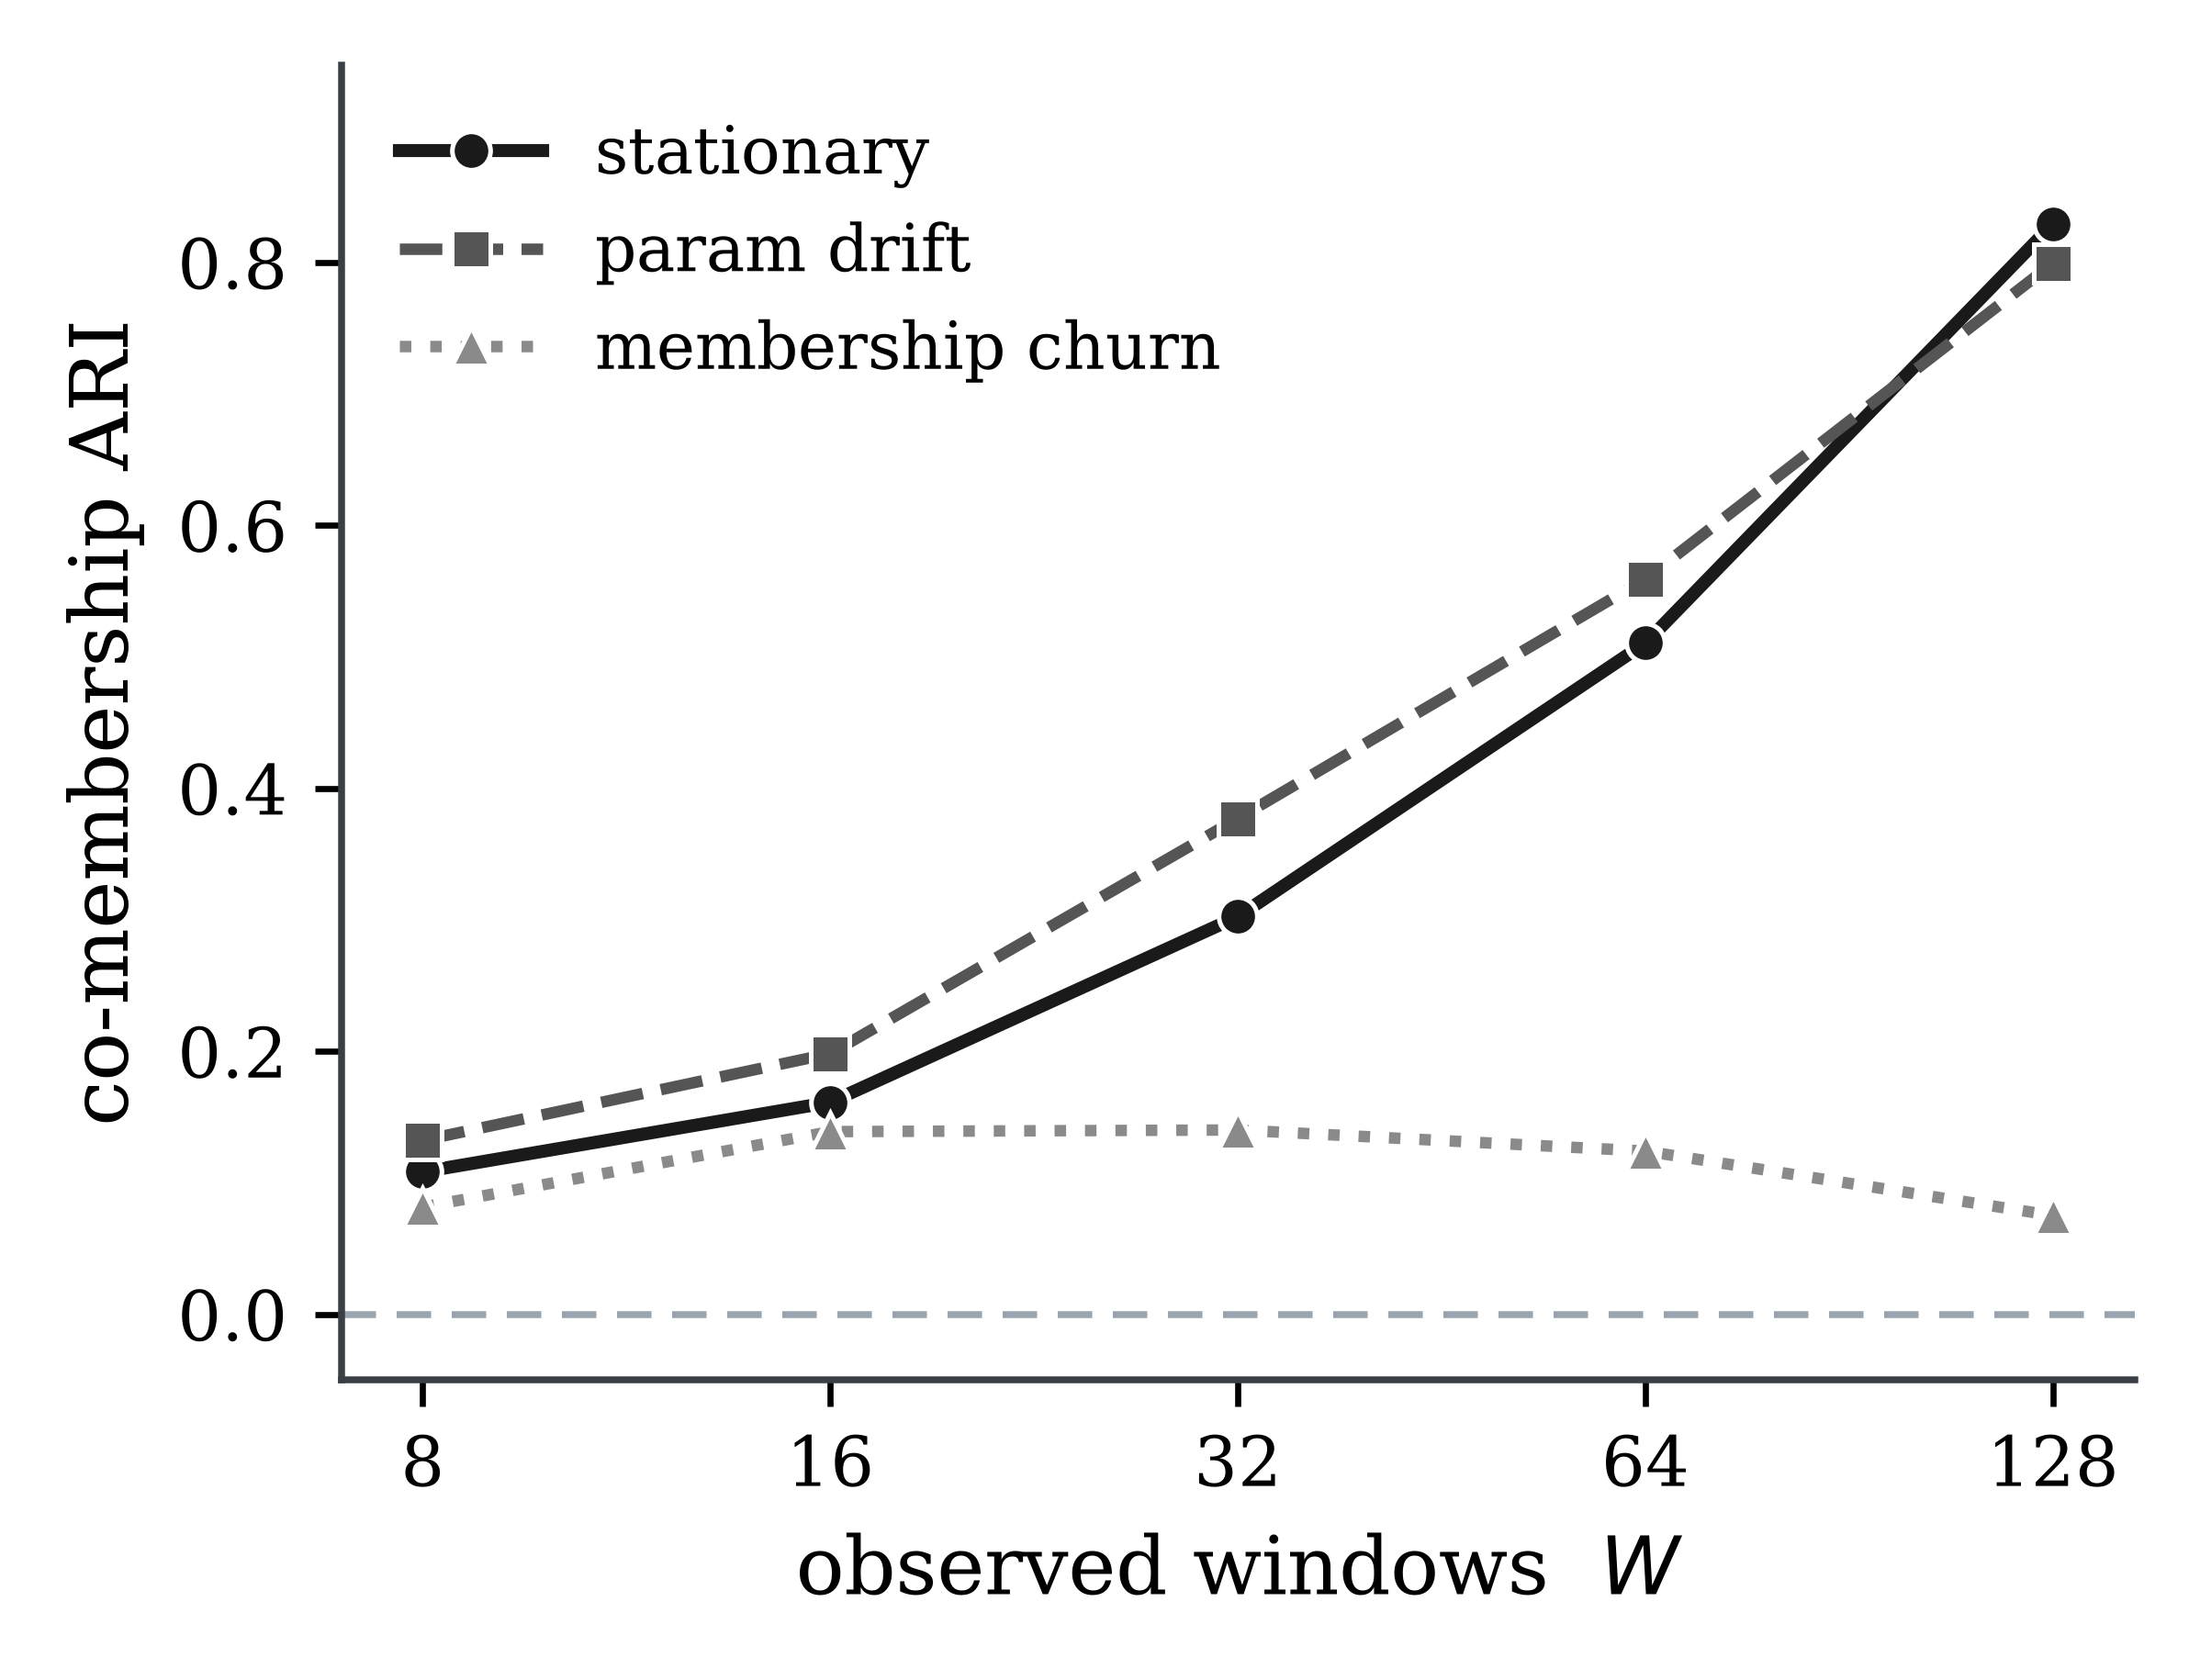 stationary
param drift
membership churn
co-membership ARI
0.8
0.6
0.4
0.2
0.0
8 16 32 64 128
observed windows W